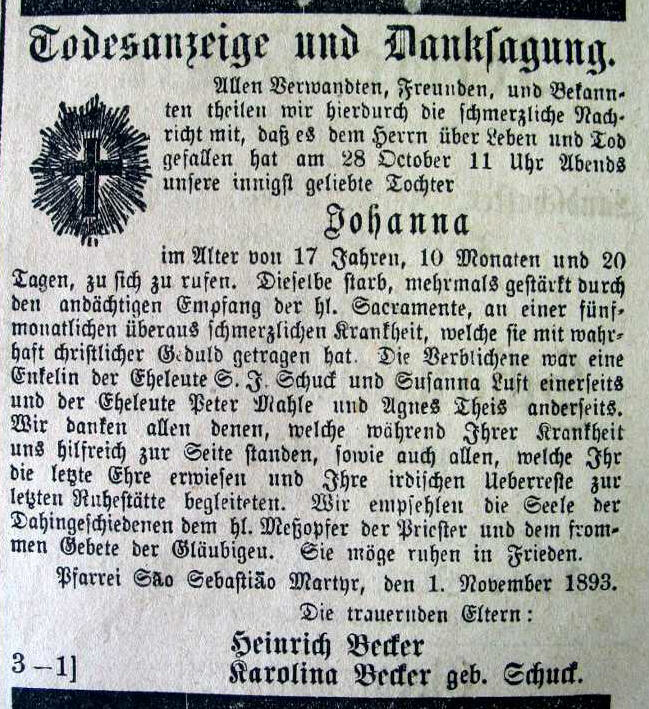 Todesanzeige und Danksagung.
Allen Verwandten, Freunden, und Bekann-
ten theilen wir hierdurch die schmerzliche Nach-
richt mit, daß es dem Herrn über Leben und Tod
gefallen hat am 28 October 11 Uhr Abends
unsere innigst geliebte Tochter
Johanna
im Alter von 17 Jahren, 10 Monaten und 20
Tagen, zu sich zu rufen. Dieselbe starb, mehrmals gestärkt durch
den andächtigen Empfang der hl. Sacramente, an einer fünf-
monatlichen überaus schmerzlichen Krankheit, welche sie mit wahr-
haft christlicher Geduld getragen hat. Die Verblichene war eine
Enkelin der Eheleute S. J. Schuck und Susanna Luft einerseits
und der Eheleute Peter Mahle und Agnes Theis anderseits.
Wir danken allen denen, welche während Ihrer Krankheit
uns hilfreich zur Seite standen, sowie auch allen, welche Ihr
die letzte Ehre erwiesen und Ihre irdischen Ueberreste zur
letzten Ruhestätte begleiteten. Wir empfehlen die Seele der
Dahingeschiedenen dem hl. Meßopfer der Priester und dem from-
men Gebete der Gläubigen. Sie möge ruhen in Frieden.
Pfarrei São Sebastião Martyr, den 1. November 1893.
Die trauernden Eltern:
Heinrich Becker
3—1] Karolina Becker geb. Schuck.